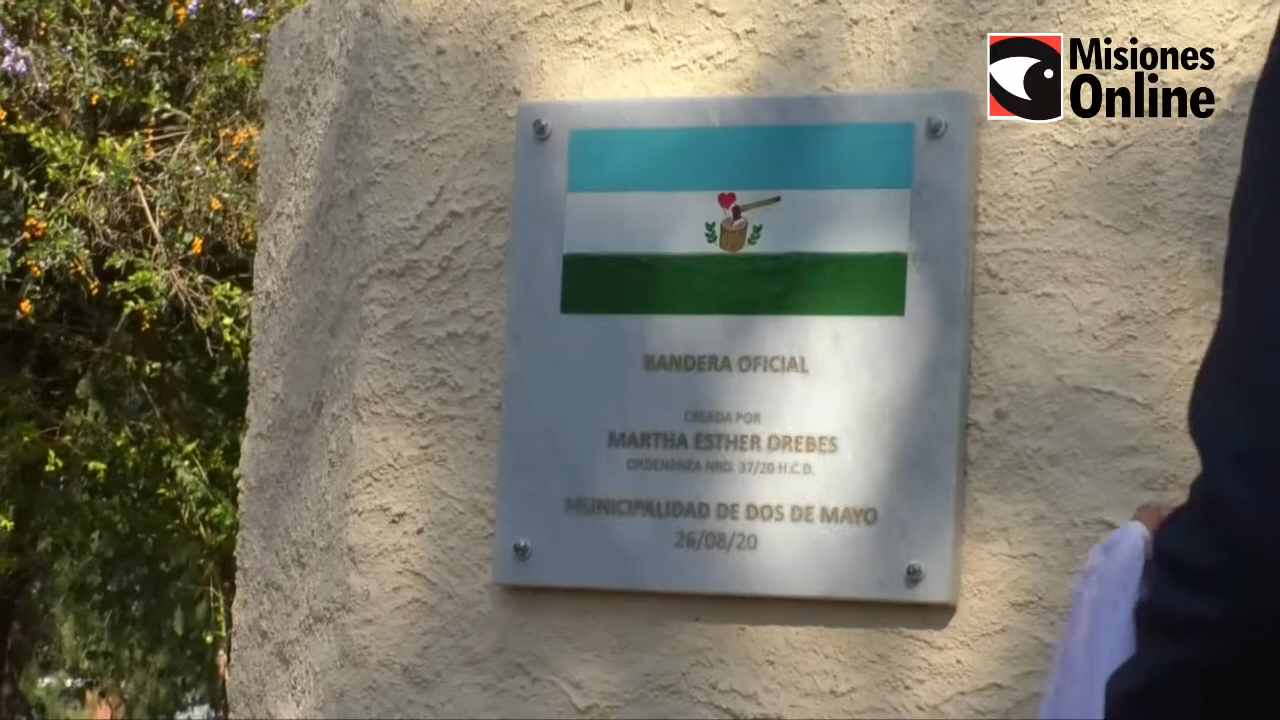 Misiones
Online
BANDERA OFICIAL
CREADA POR
MARTHA ESTHER DREBES
ORDENANZA NRO. 37/20 H.C.D.
MUNICIPALIDAD DE DOS DE MAYO
26/08/20